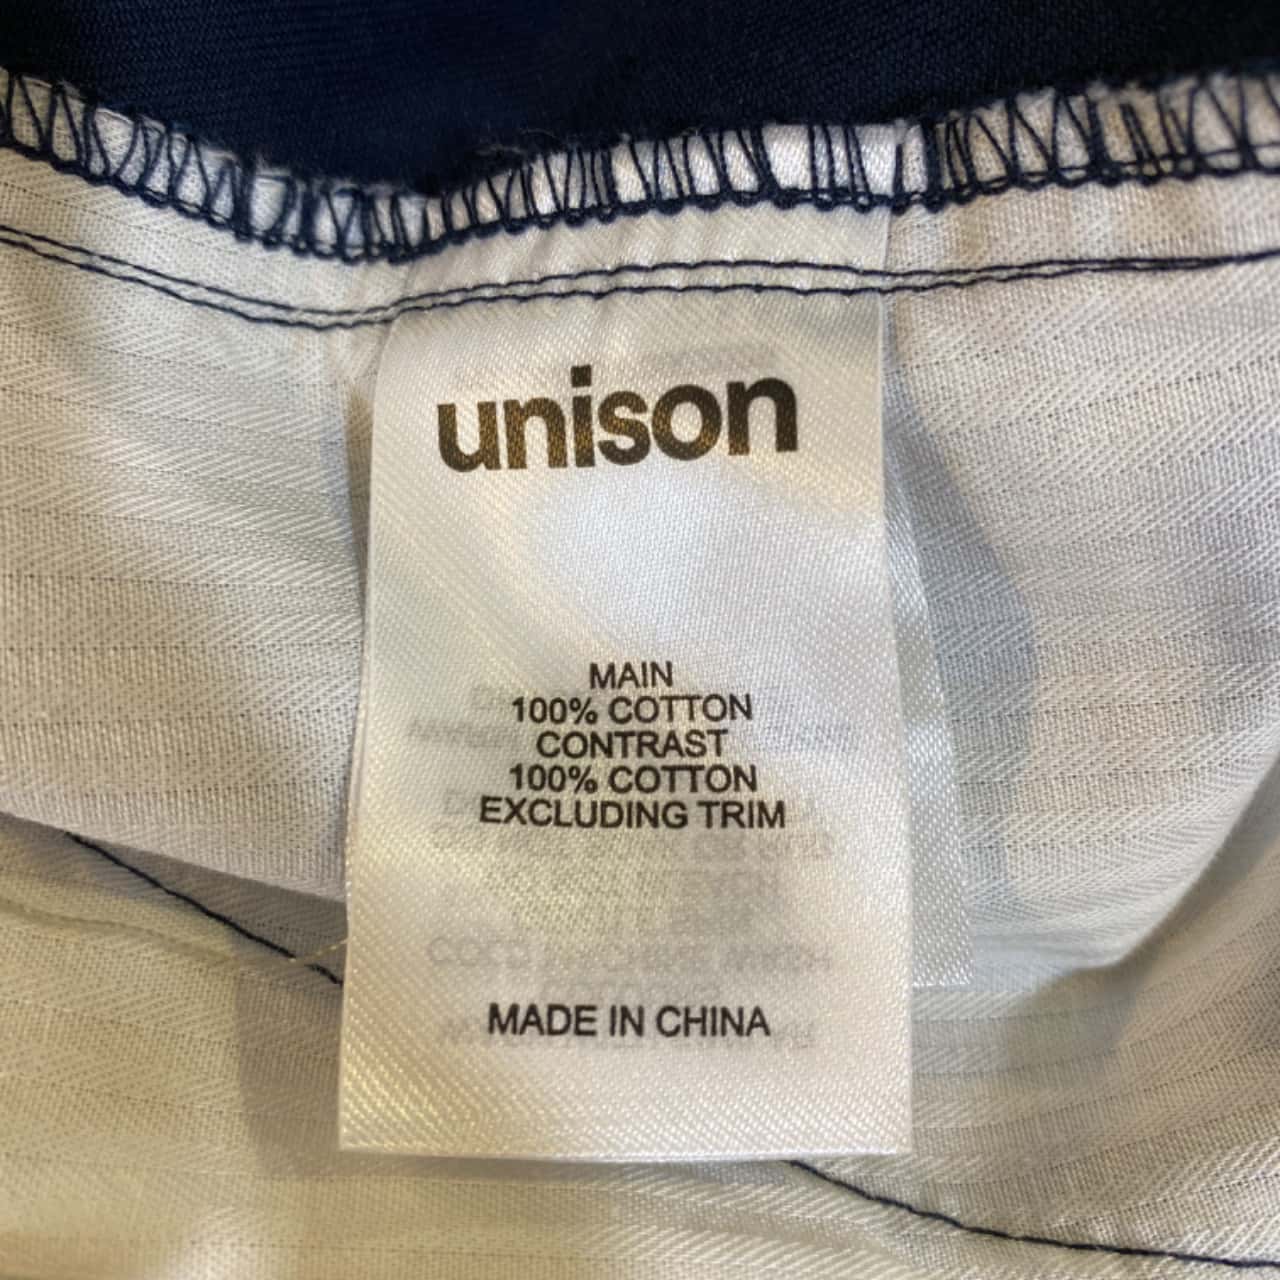 unison
MAIN
100% COTTON
CONTRAST
100% COTTON
EXCLUDING TRIM
MADE IN CHINA